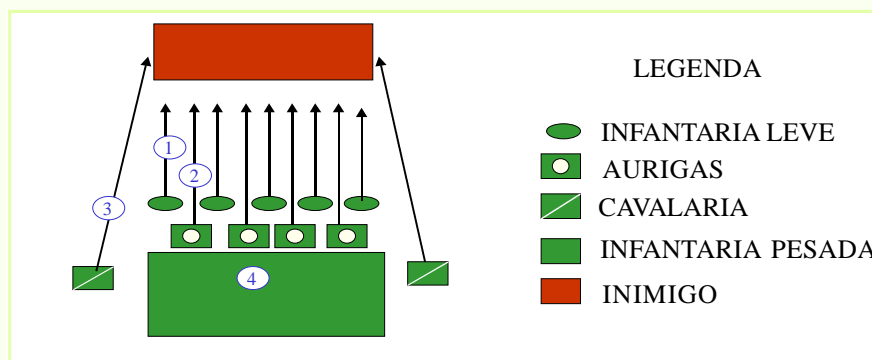 LEGENDA
1
INFANTARIA LEVE
2
AURIGAS
3
CAVALARIA
INFANTARIA PESADA
4
INIMIGO